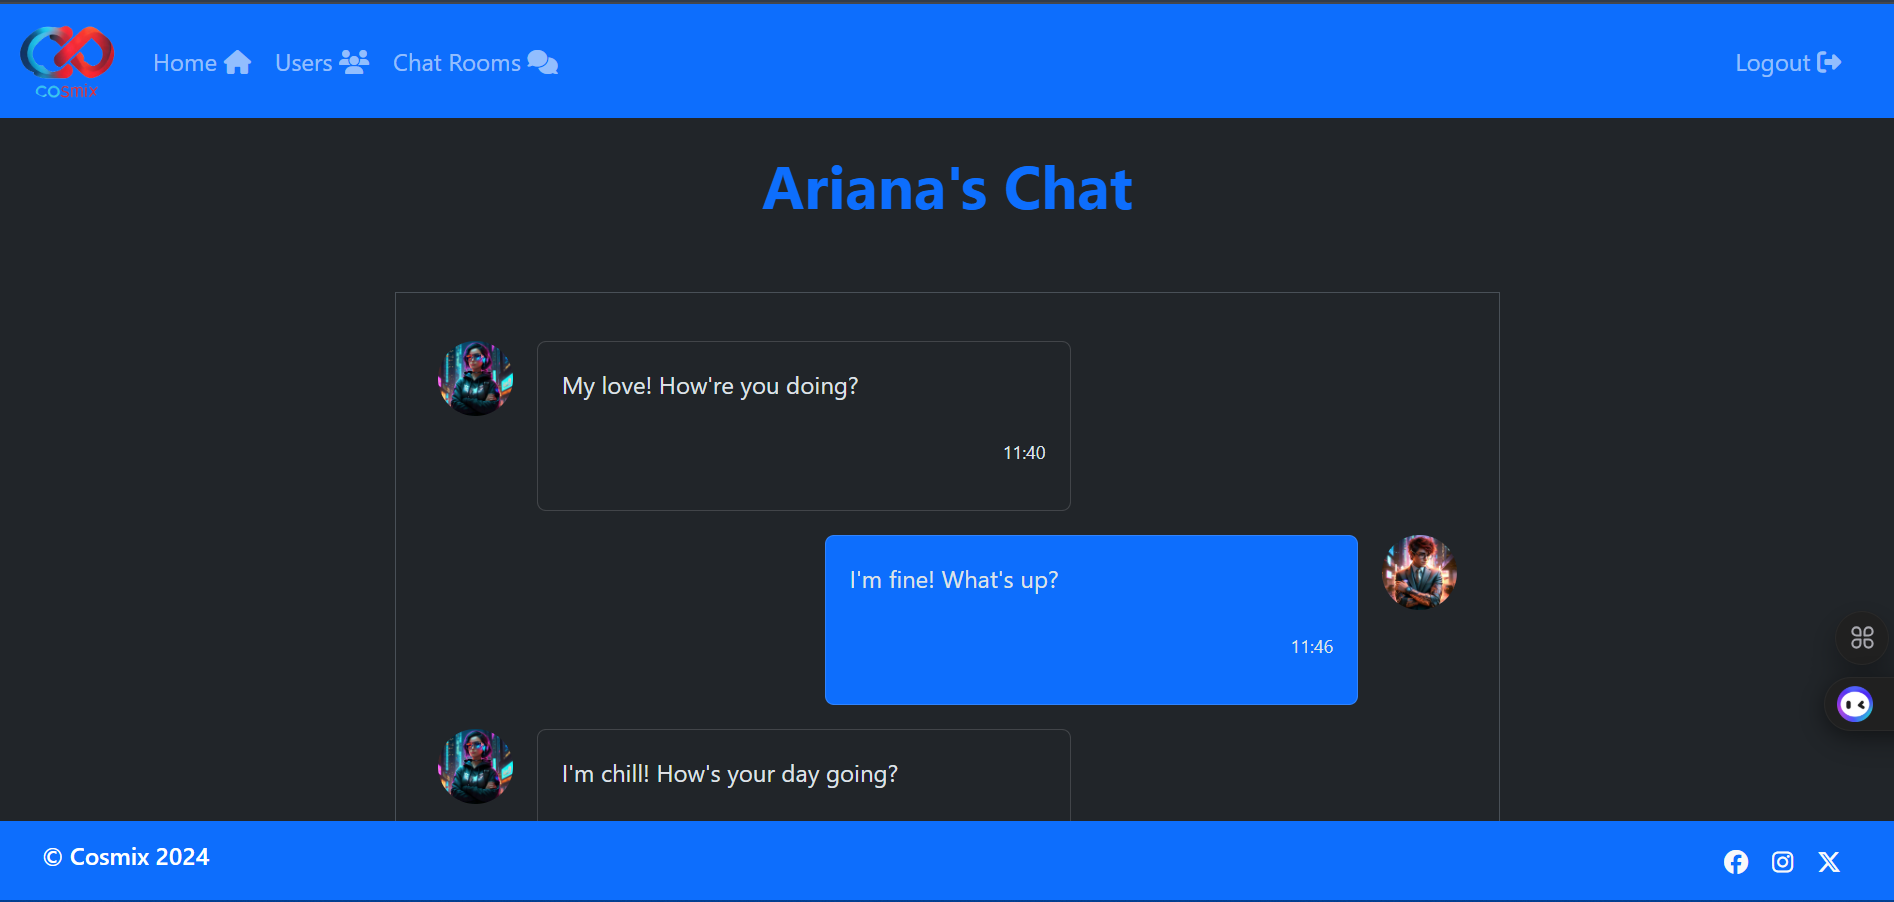 cosmix
Home
Users
Chat Rooms
Logout
Ariana's Chat
My love! How're you doing?
11:40
I'm fine! What's up?
11:46
I'm chill! How's your day going?
© Cosmix 2024